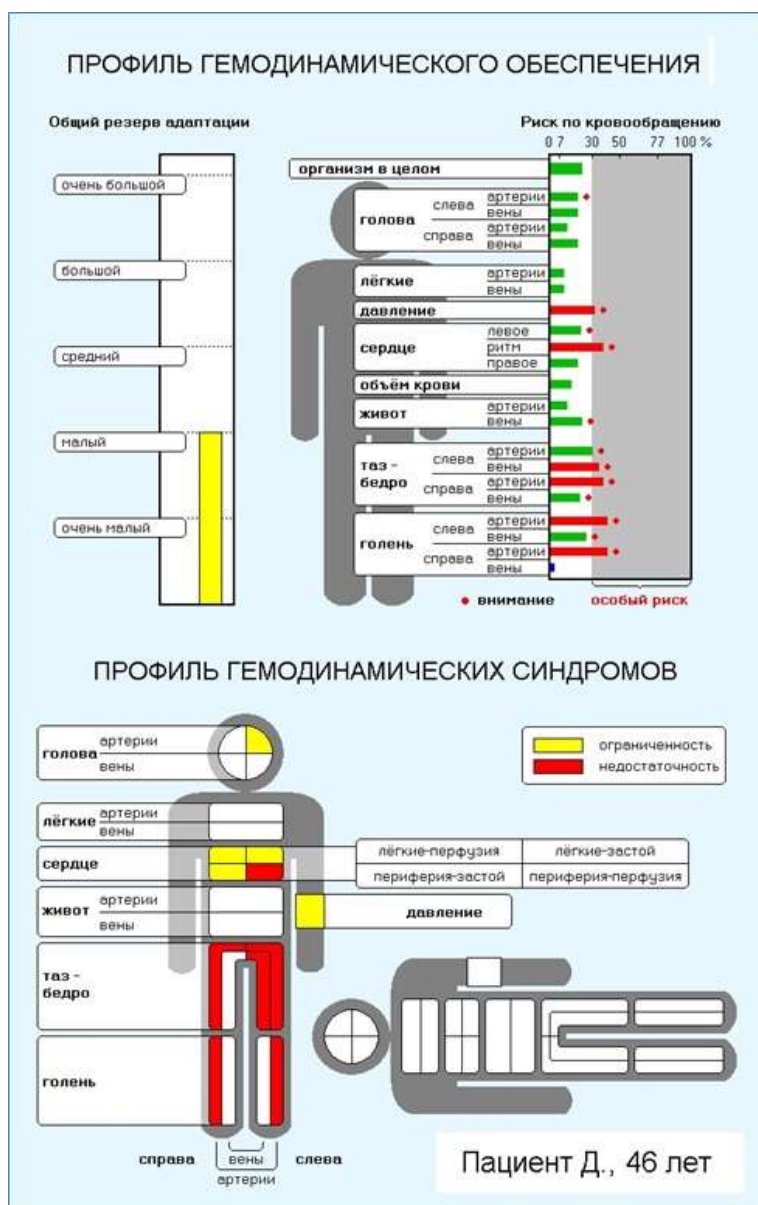 ПРОФИЛЬ ГЕМОДИНАМИЧЕСКОГО ОБЕСПЕЧЕНИЯ
Общий резерв адаптации
очень большой
большой
средний
малый
очень малый
Риск по кровообращению
0 7 30 50 77 100 %
организм в целом
голова
слева
артерии
вены
справа
артерии
вены
лёгкие
артерии
вены
давление
сердце
левое
ритм
правое
объём крови
живот
артерии
вены
таз -
бедро
слева
артерии
вены
справа
артерии
вены
голень
слева
артерии
вены
справа
артерии
вены
внимание
особый риск
ПРОФИЛЬ ГЕМОДИНАМИЧЕСКИХ СИНДРОМОВ
голова
артерии
вены
ограниченность
недостаточность
лёгкие
артерии
вены
сердце
лёгкие-перфузия лёгкие-застой
периферия-застой периферия-перфузия
живот
артерии
вены
давление
таз -
бедро
голень
справа вены слева
артерии
Пациент Д., 46 лет